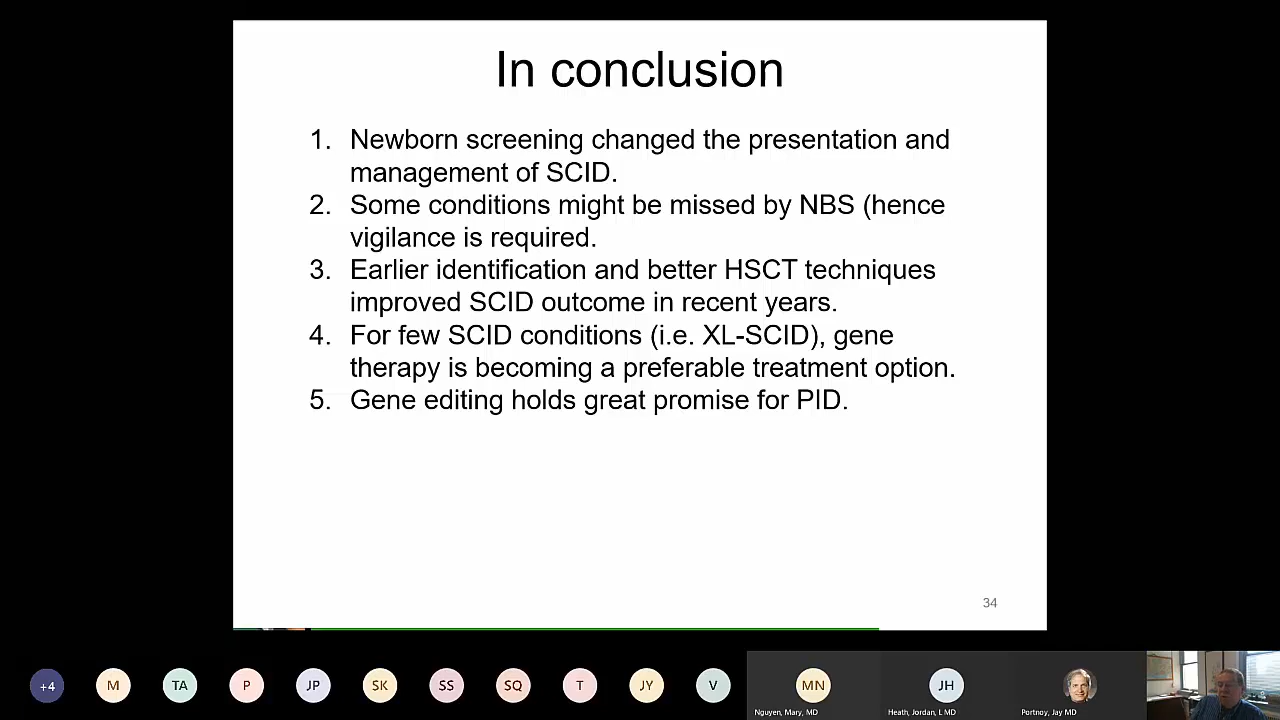 In conclusion
1. Newborn screening changed the presentation and
management of SCID.
2. Some conditions might be missed by NBS (hence
vigilance is required.
3. Earlier identification and better HSCT techniques
improved SCID outcome in recent years.
4. For few SCID conditions (i.e. XL-SCID), gene
therapy is becoming a preferable treatment option.
5. Gene editing holds great promise for PID.
34
+4 M TA P JP SK SS SQ T JY V MN JH
Nguyen, Mary, MD Heath, Jordan, L MD Portnoy, Jay MD